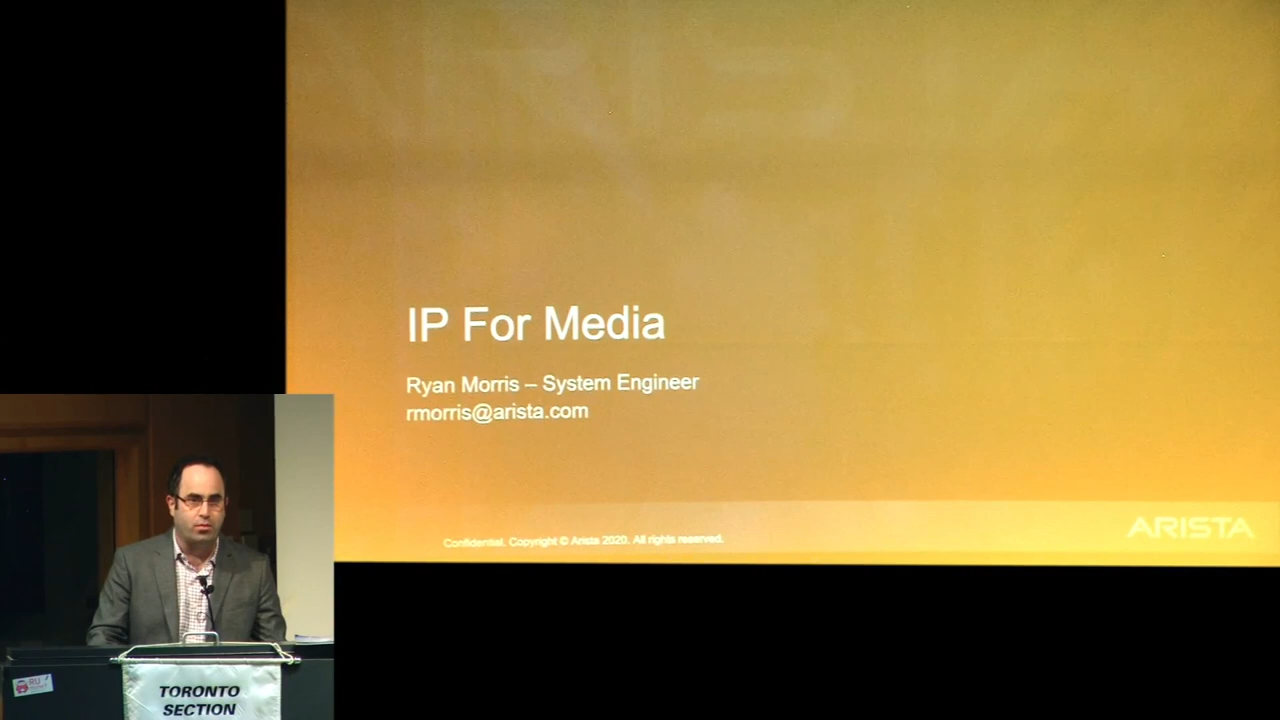 IP For Media
Ryan Morris – System Engineer
rmorris@arista.com
Confidential. Copyright © Arista 2020. All rights reserved.
ARISTA
RU
TORONTO
SECTION